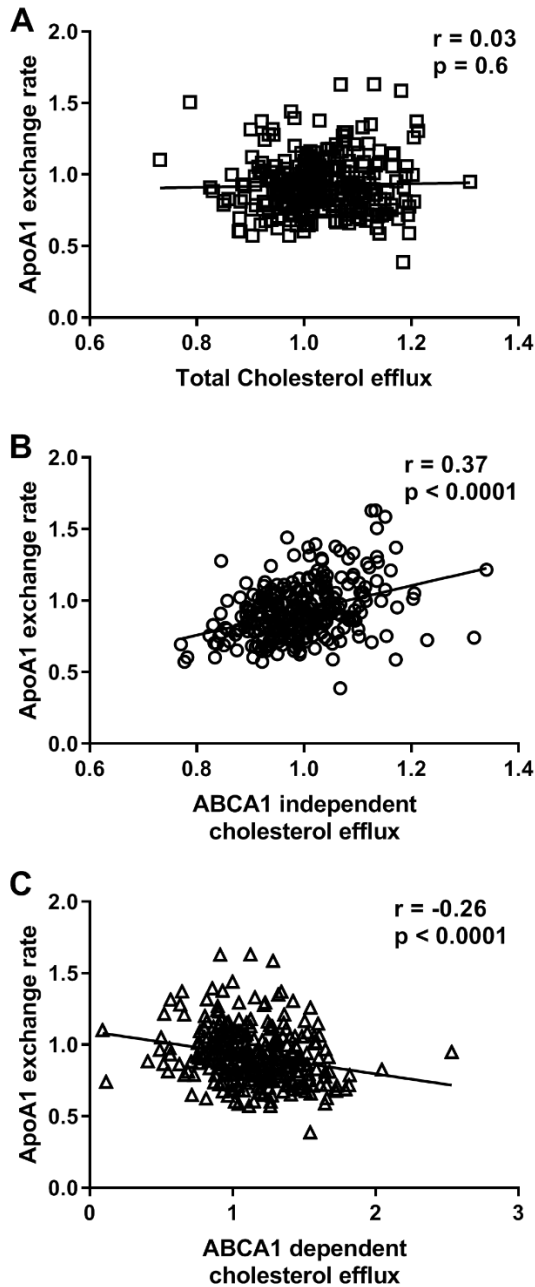 A
r = 0.03
p = 0.6
ApoA1 exchange rate
2.0
1.5
1.0
0.5
0.0
0.6 0.8 1.0 1.2 1.4
Total Cholesterol efflux
B
r = 0.37
p < 0.0001
ApoA1 exchange rate
2.0
1.5
1.0
0.5
0.0
0.6 0.8 1.0 1.2 1.4
ABCA1 independent
cholesterol efflux
C
r = -0.26
p < 0.0001
ApoA1 exchange rate
2.0
1.5
1.0
0.5
0.0
0 1 2 3
ABCA1 dependent
cholesterol efflux